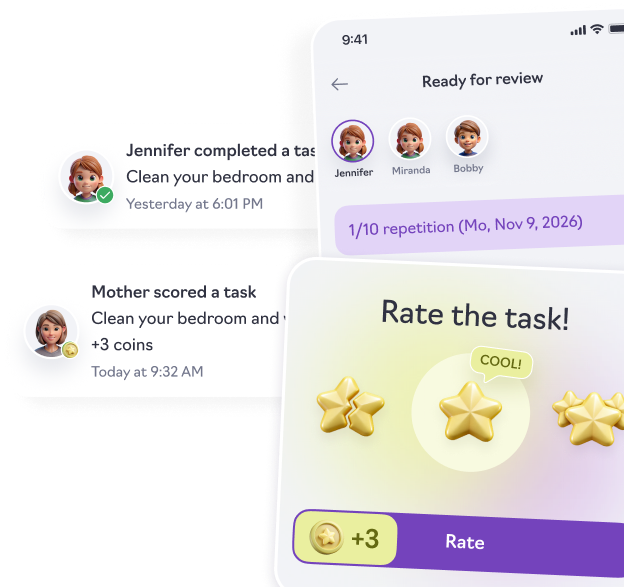 9:41
Ready for review
Jennifer
Miranda
Bobby
1/10 repetition (Mo, Nov 9, 2026)
Jennifer completed a
Clean your bedroom and
Yesterday at 6:01 PM
Mother scored a task
Clean your bedroom and
+3 coins
Today at 9:32 AM
Rate the task!
COOL!
+3
Rate